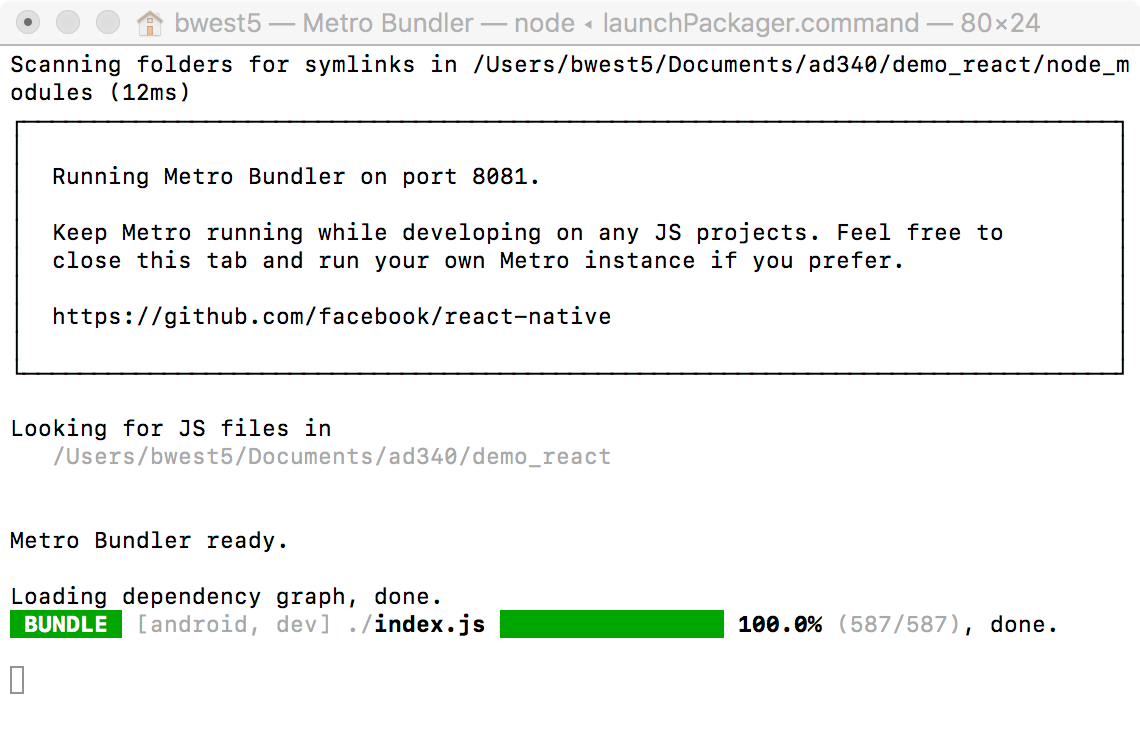 bwest5 — Metro Bundler — node ◂ launchPackager.command — 80×24
Scanning folders for symlinks in /Users/bwest5/Documents/ad340/demo_react/node_m
odules (12ms)
Running Metro Bundler on port 8081.
Keep Metro running while developing on any JS projects. Feel free to
close this tab and run your own Metro instance if you prefer.
https://github.com/facebook/react-native
Looking for JS files in
/Users/bwest5/Documents/ad340/demo_react
Metro Bundler ready.
Loading dependency graph, done.
BUNDLE [android, dev] ./index.js 100.0% (587/587), done.